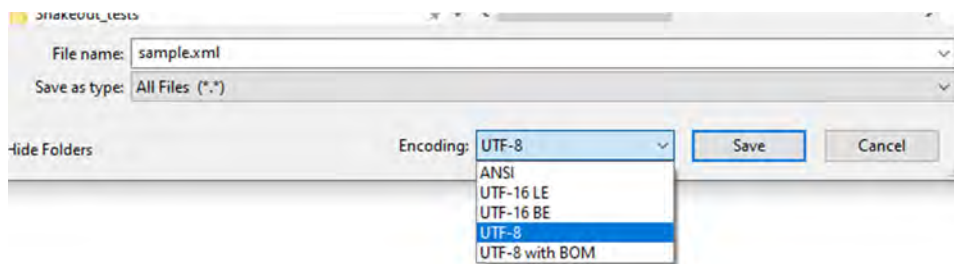 Shakeout_tests
File name: sample.xml
Save as type: All Files (*.*)
Hide Folders
Encoding: UTF-8
Save
Cancel
ANSI
UTF-16 LE
UTF-16 BE
UTF-8
UTF-8 with BOM